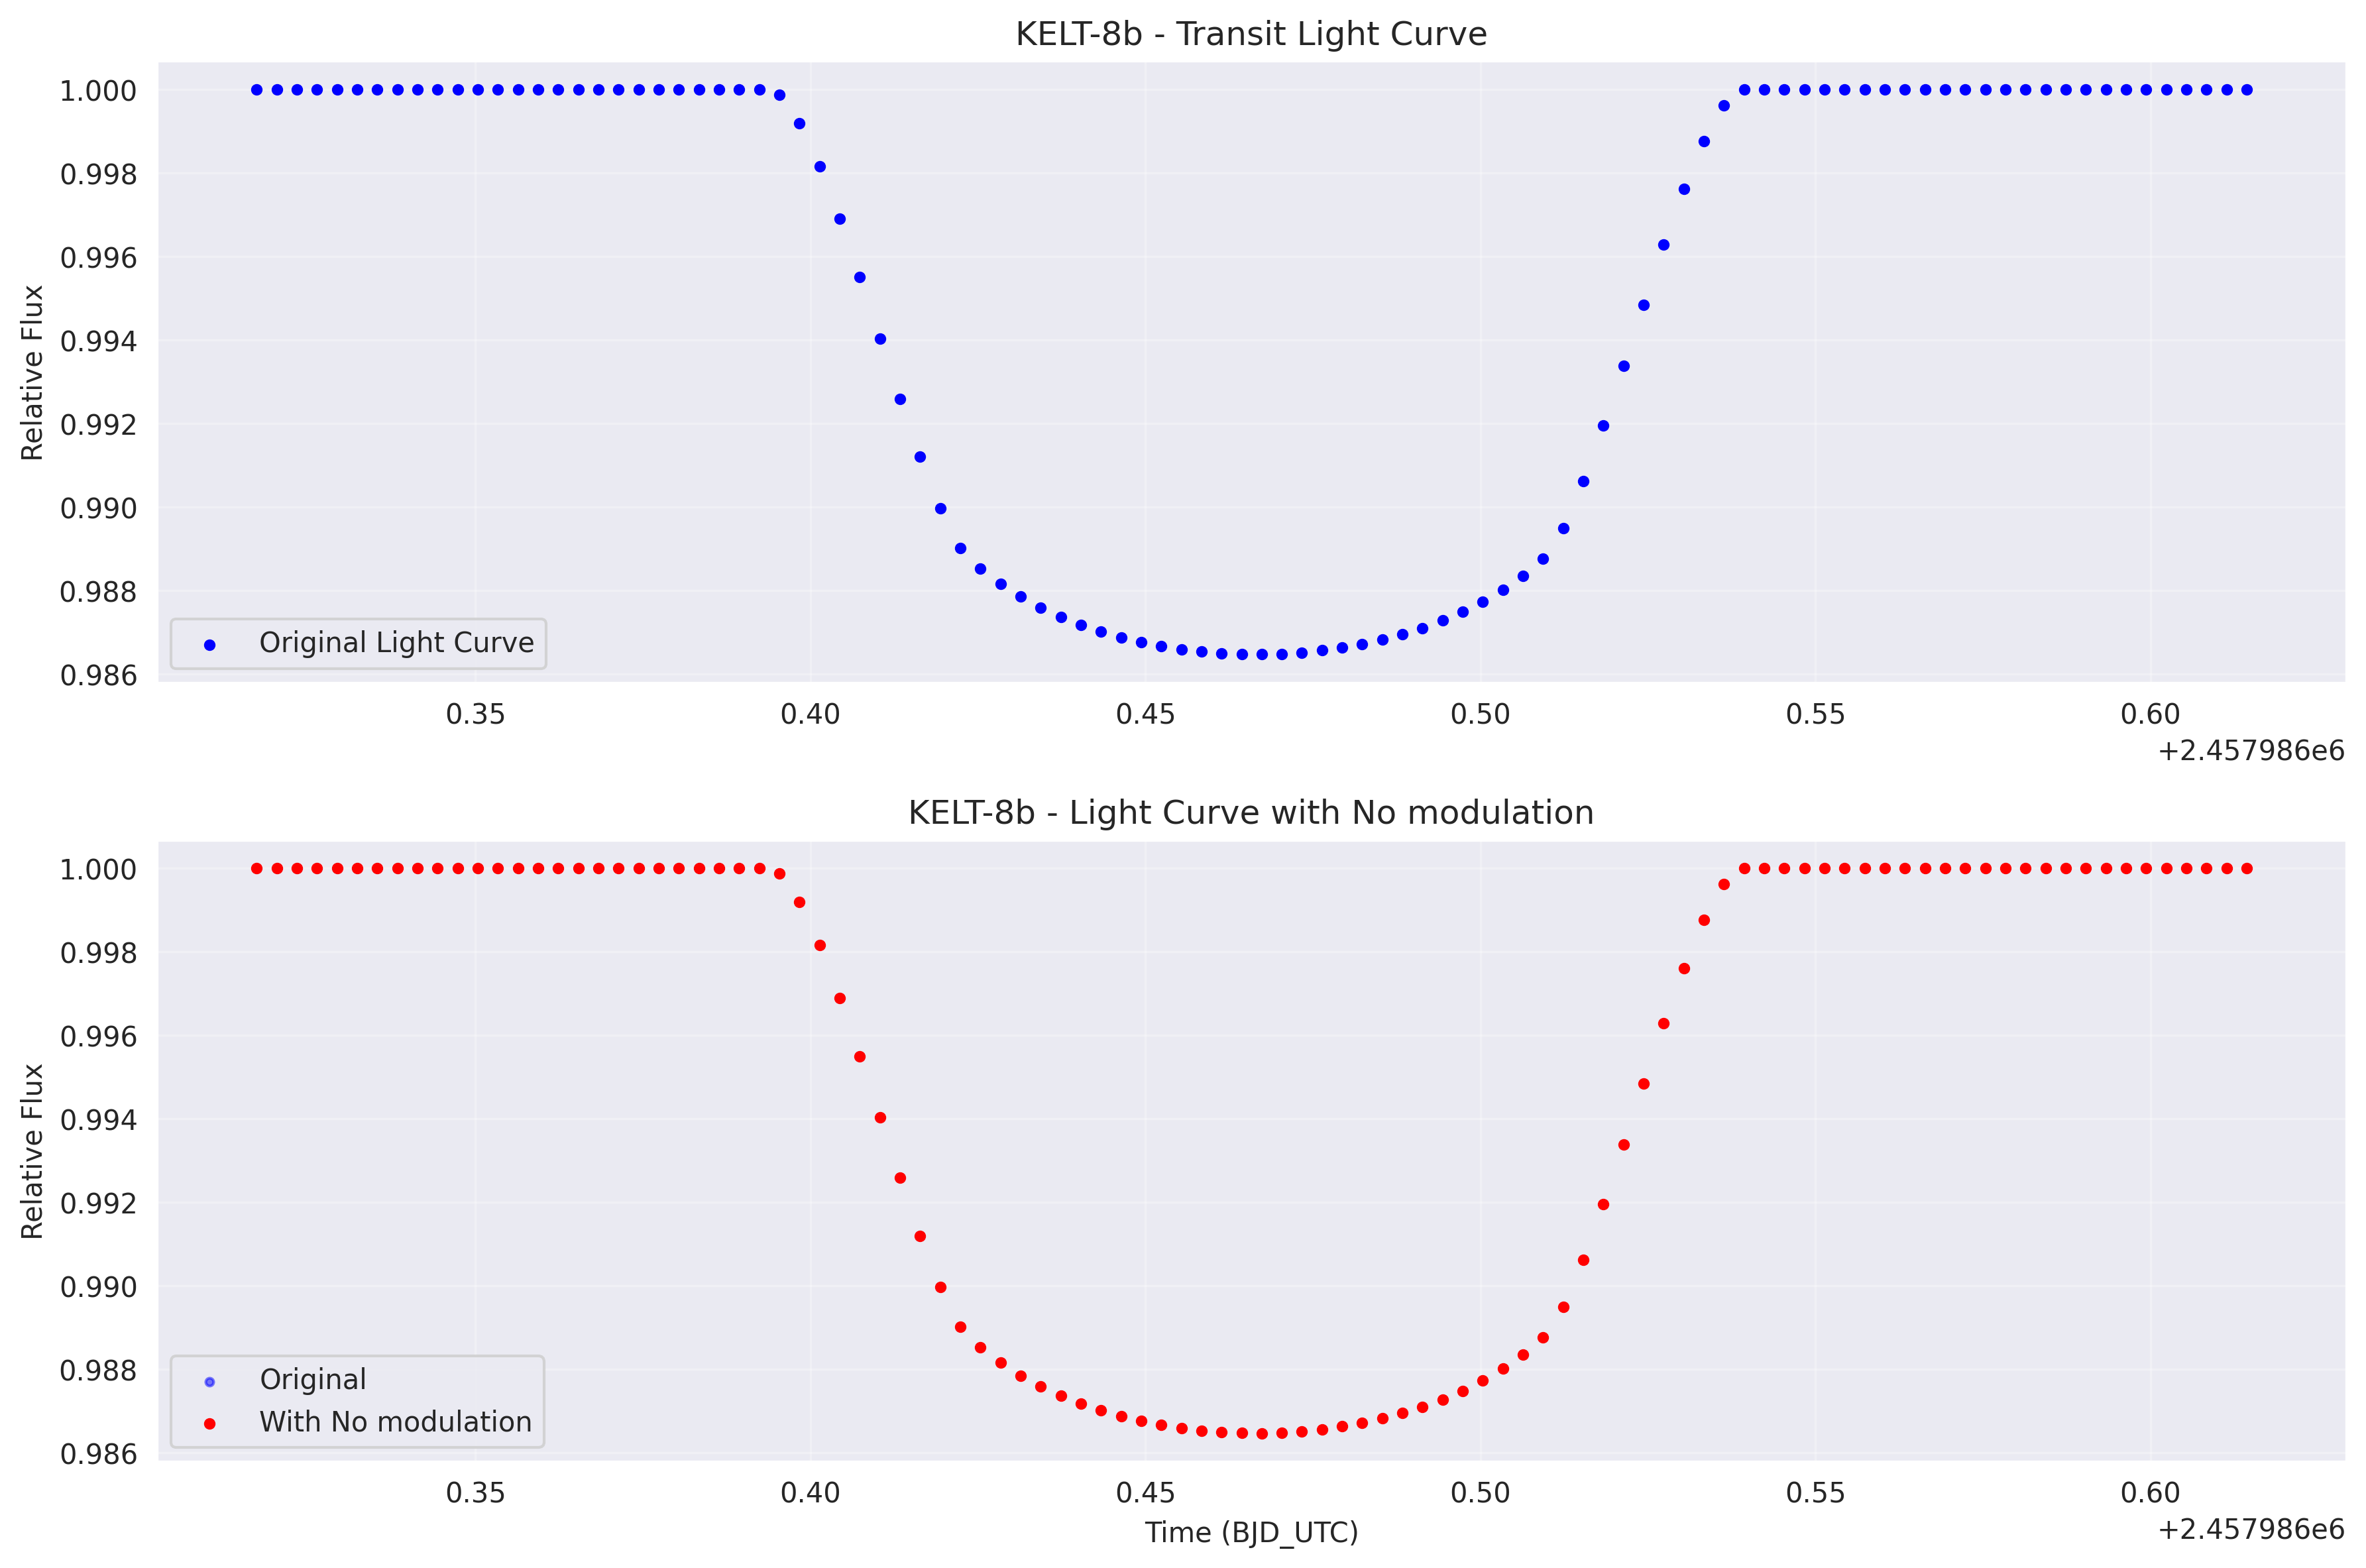 KELT-8b - Transit Light Curve
Relative Flux
1.000
0.998
0.996
0.994
0.992
0.990
0.988
0.986
Original Light Curve
0.35 0.40 0.45 0.50 0.55 0.60
+2.457986e6
KELT-8b - Light Curve with No modulation
Relative Flux
1.000
0.998
0.996
0.994
0.992
0.990
0.988
0.986
Original
With No modulation
0.35 0.40 0.45 0.50 0.55 0.60
Time (BJD_UTC)
+2.457986e6